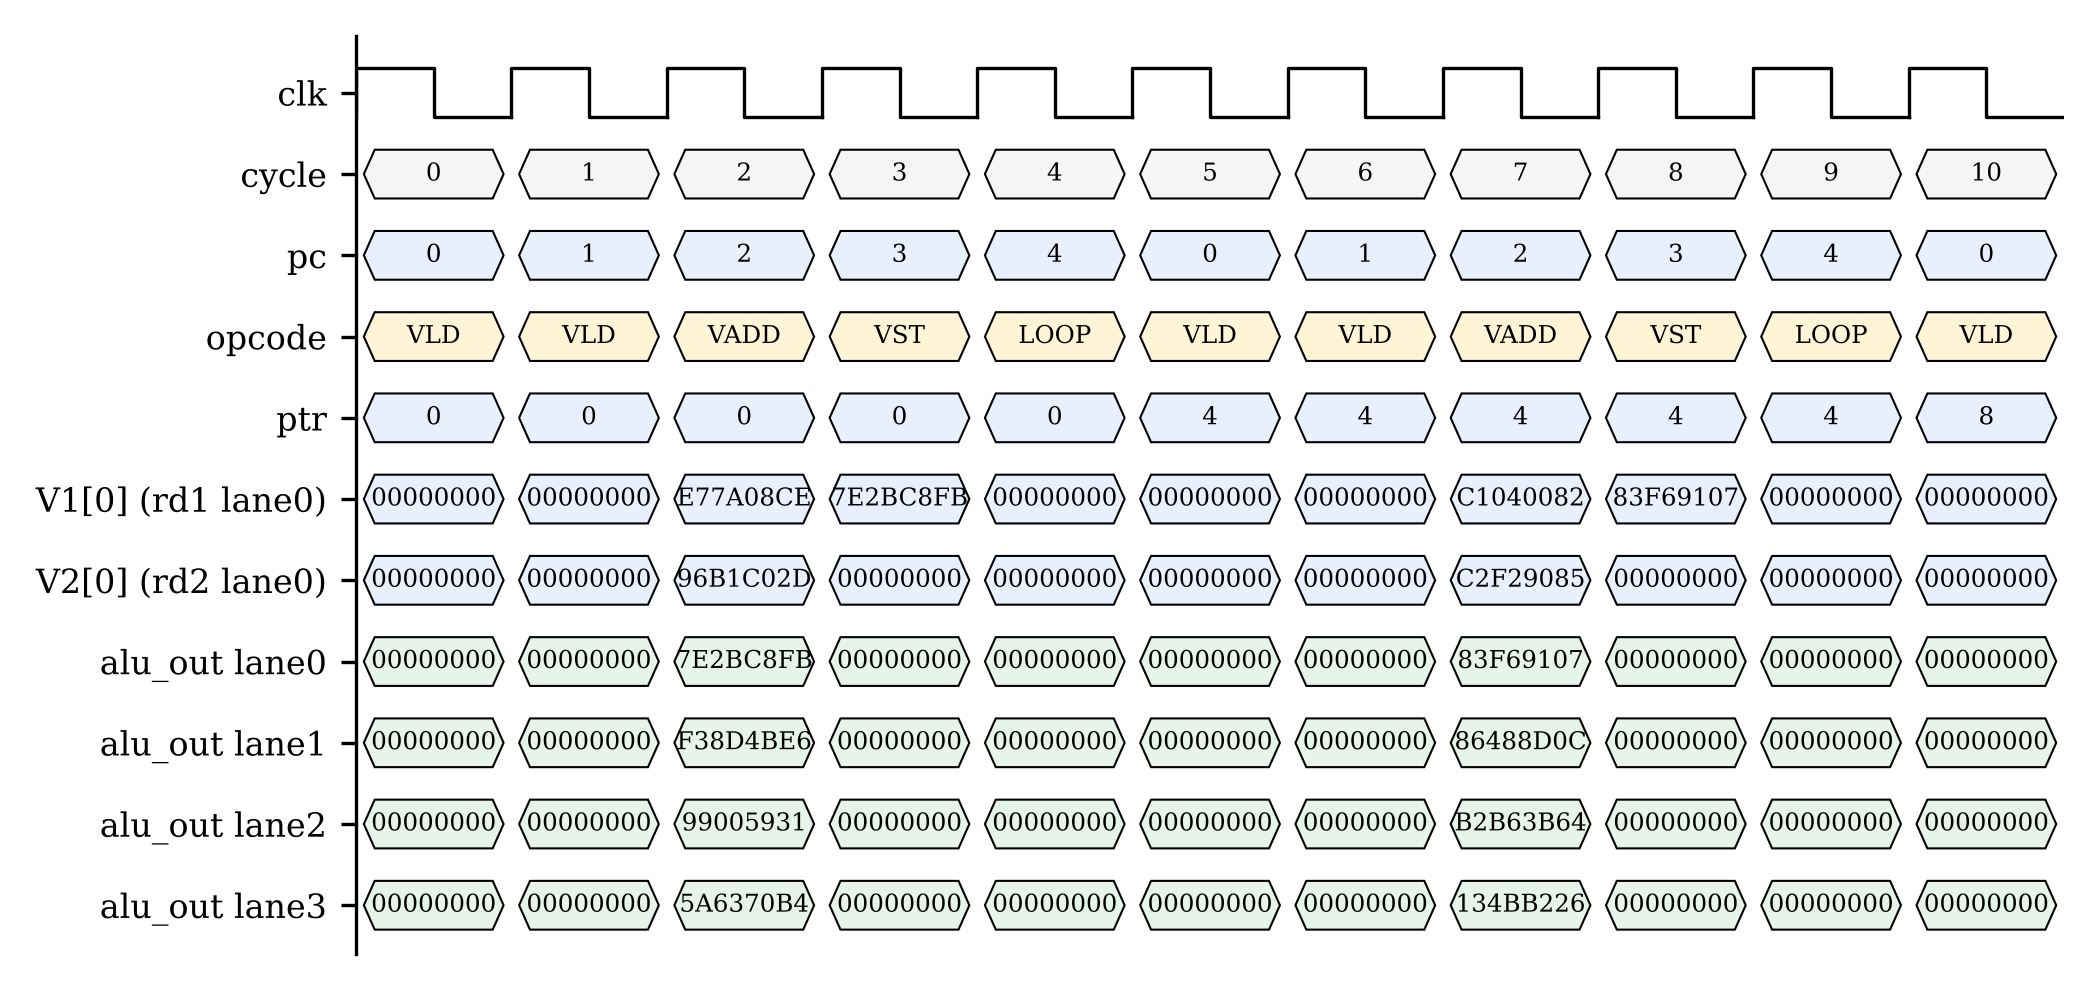 clk
cycle 0 1 2 3 4 5 6 7 8 9 10
pc 0 1 2 3 4 0 1 2 3 4 0
opcode VLD VLD VADD VST LOOP VLD VLD VADD VST LOOP VLD
ptr 0 0 0 0 0 4 4 4 4 4 8
V1[0] (rd1 lane0) 00000000 00000000 E77A08CE 7E2BC8FB 00000000 00000000 00000000 C1040082 83F69107 00000000 00000000
V2[0] (rd2 lane0) 00000000 00000000 96B1C02D 00000000 00000000 00000000 00000000 C2F29085 00000000 00000000 00000000
alu_out lane0 00000000 00000000 7E2BC8FB 00000000 00000000 00000000 00000000 83F69107 00000000 00000000 00000000
alu_out lane1 00000000 00000000 F38D4BE6 00000000 00000000 00000000 00000000 86488D0C 00000000 00000000 00000000
alu_out lane2 00000000 00000000 99005931 00000000 00000000 00000000 00000000 B2B63B64 00000000 00000000 00000000
alu_out lane3 00000000 00000000 5A6370B4 00000000 00000000 00000000 00000000 134BB226 00000000 00000000 00000000